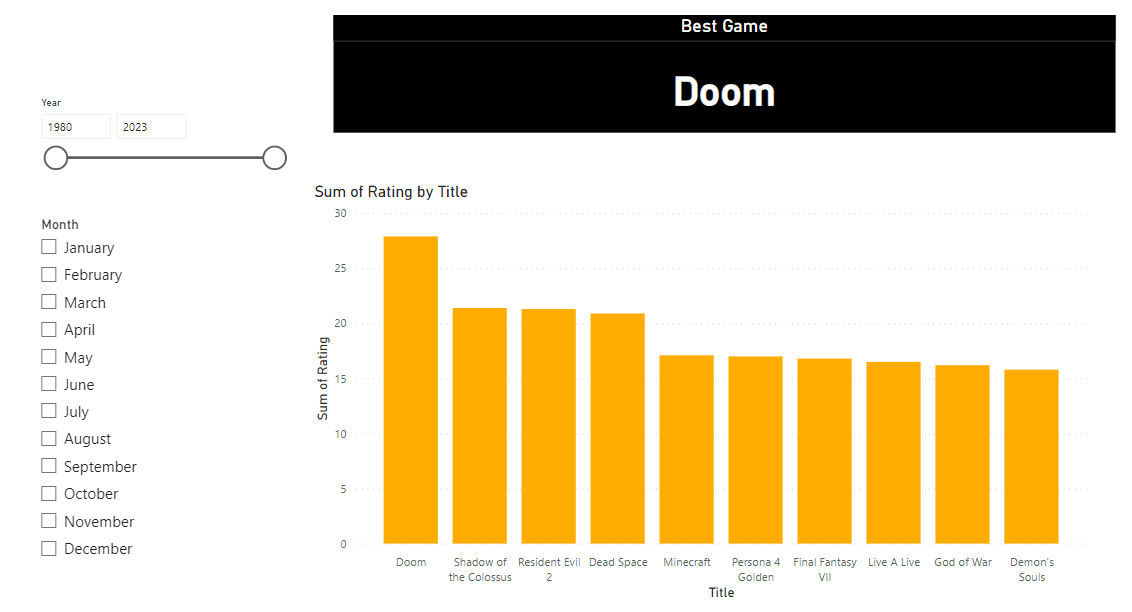 Best Game
Doom
Year
1980 2023
Month
January
February
March
April
May
June
July
August
September
October
November
December
Sum of Rating by Title
Sum of Rating
30
25
20
15
10
5
0
Doom
Shadow of
the Colossus
Resident Evil
2
Dead Space
Minecraft
Persona 4
Golden
Final Fantasy
VII
Live A Live
God of War
Demon's
Souls
Title